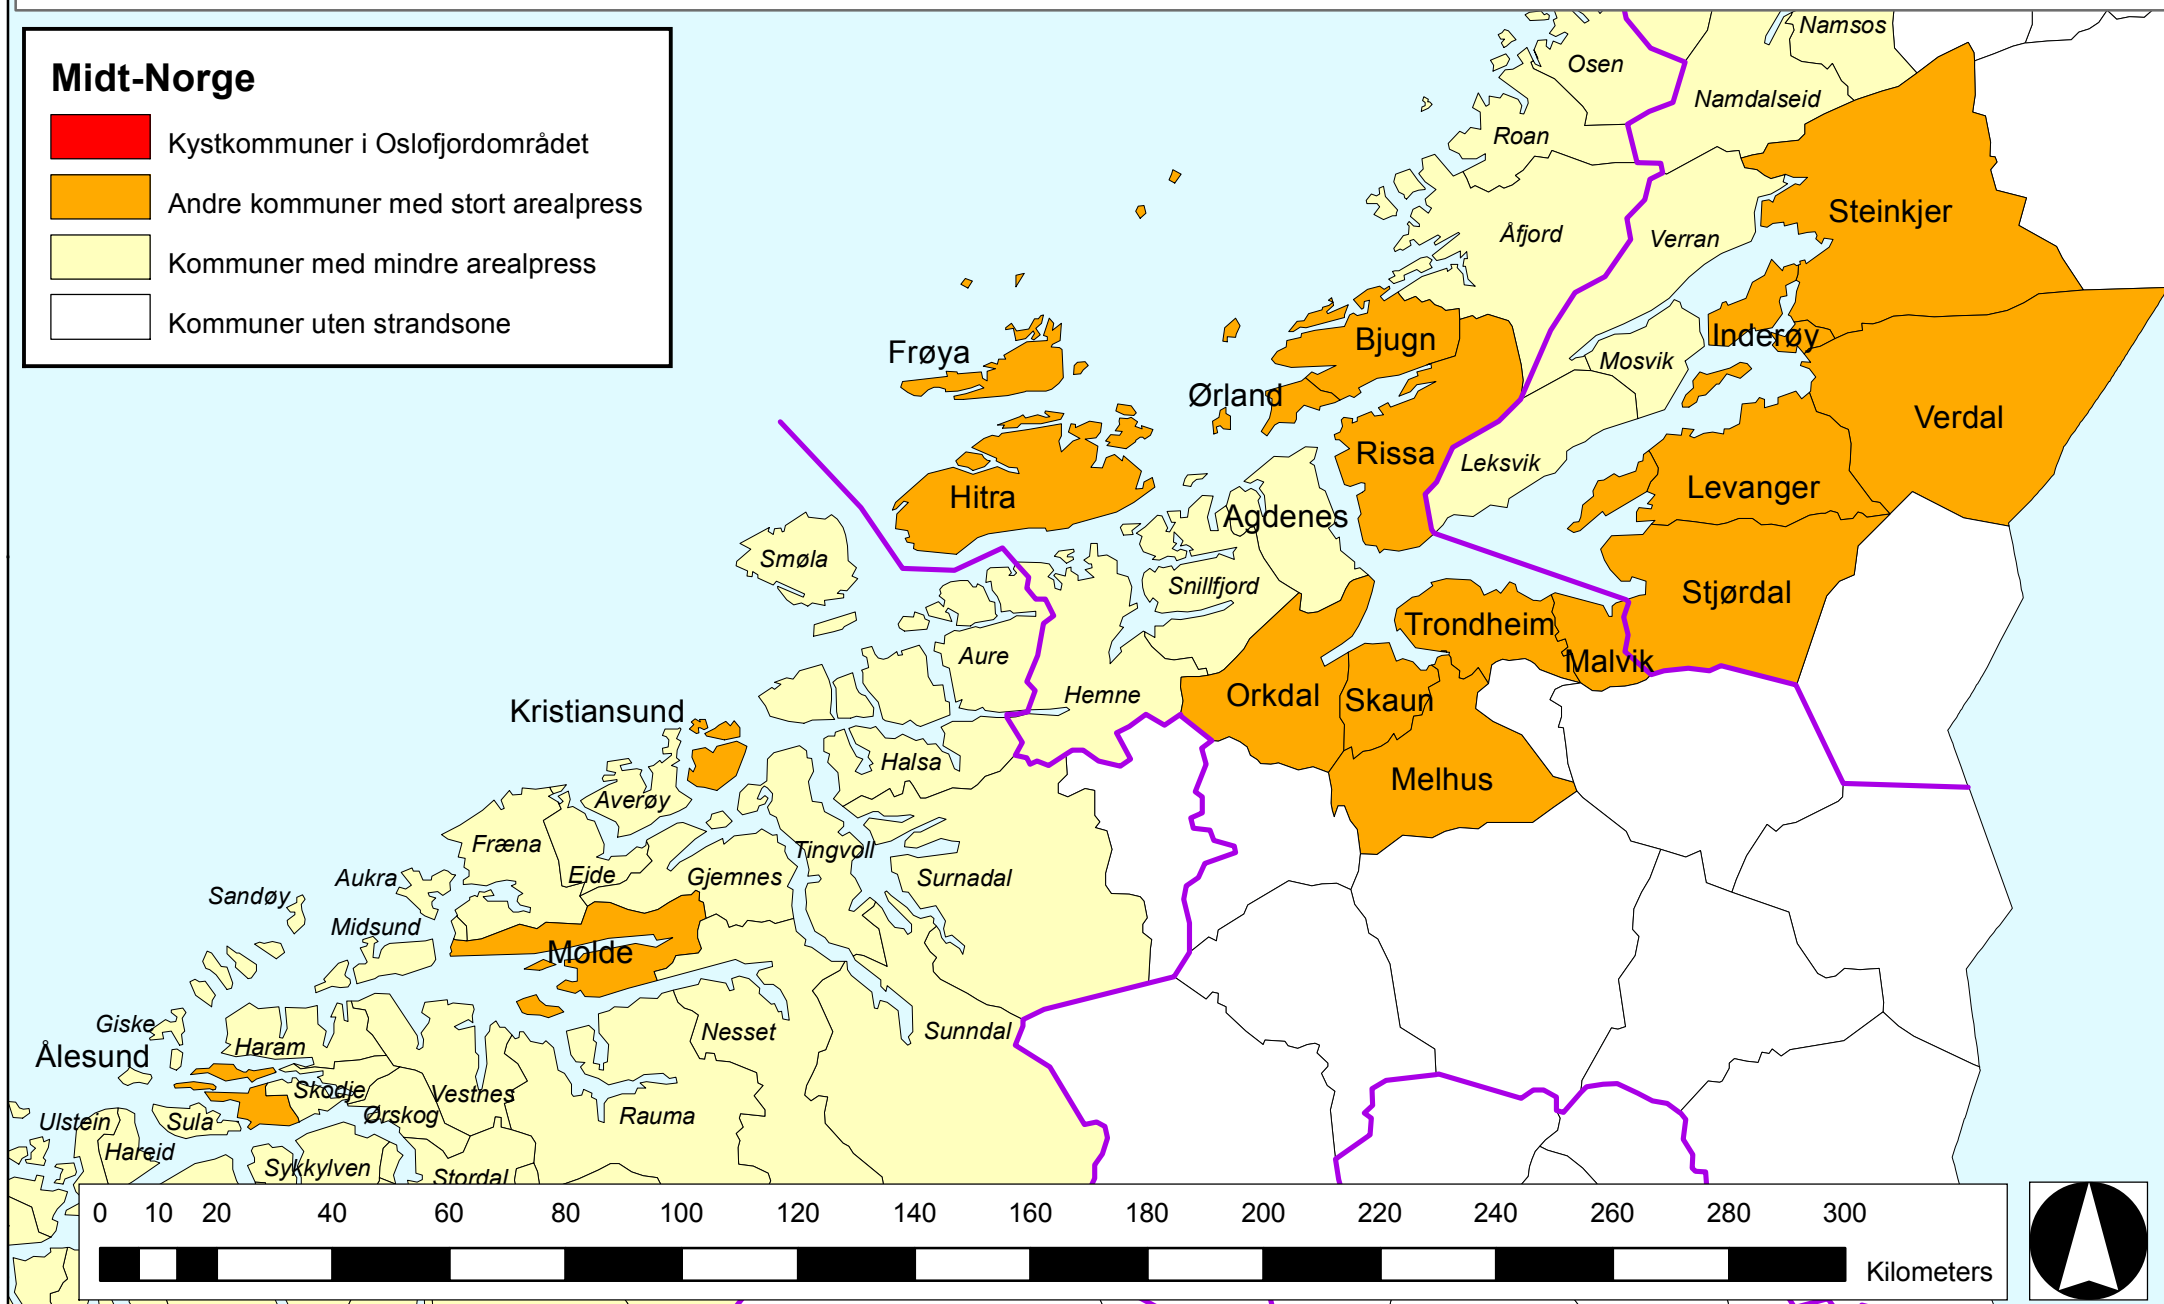 Midt-Norge
Kystkommuner i Oslofjordområdet
Andre kommuner med stort arealpress
Kommuner med mindre arealpress
Kommuner uten strandsone
Namsos
Osen
Namdalseid
Roan
Steinkjer
Åfjord
Verran
Inderøy
Bjugn
Frøya
Mosvik
Ørland
Verdal
Rissa
Leksvik
Levanger
Hitra
Agdenes
Smøla
Snillfjord
Stjørdal
Trondheim
Aure
Malvik
Hemne
Orkdal
Skaun
Kristiansund
Halsa
Melhus
Averøy
Fræna
Tingvoll
Eide
Gjemnes
Surnadal
Aukra
Sandøy
Midsund
Molde
Giske
Nesset
Sunndal
Haram
Ålesund
Skodje
Vestnes
Ørskog
Rauma
Ulstein
Sula
Hareid
Sykkylven
Stordal
0 10 20 40 60 80 100 120 140 160 180 200 220 240 260 280 300
Kilometers